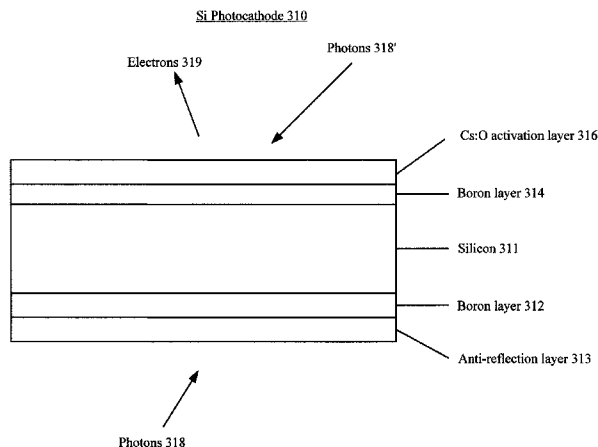 Si Photocathode 310
Photons 318'
Electrons 319
Cs:O activation layer 316
Boron layer 314
Silicon 311
Boron layer 312
Anti-reflection layer 313
Photons 318